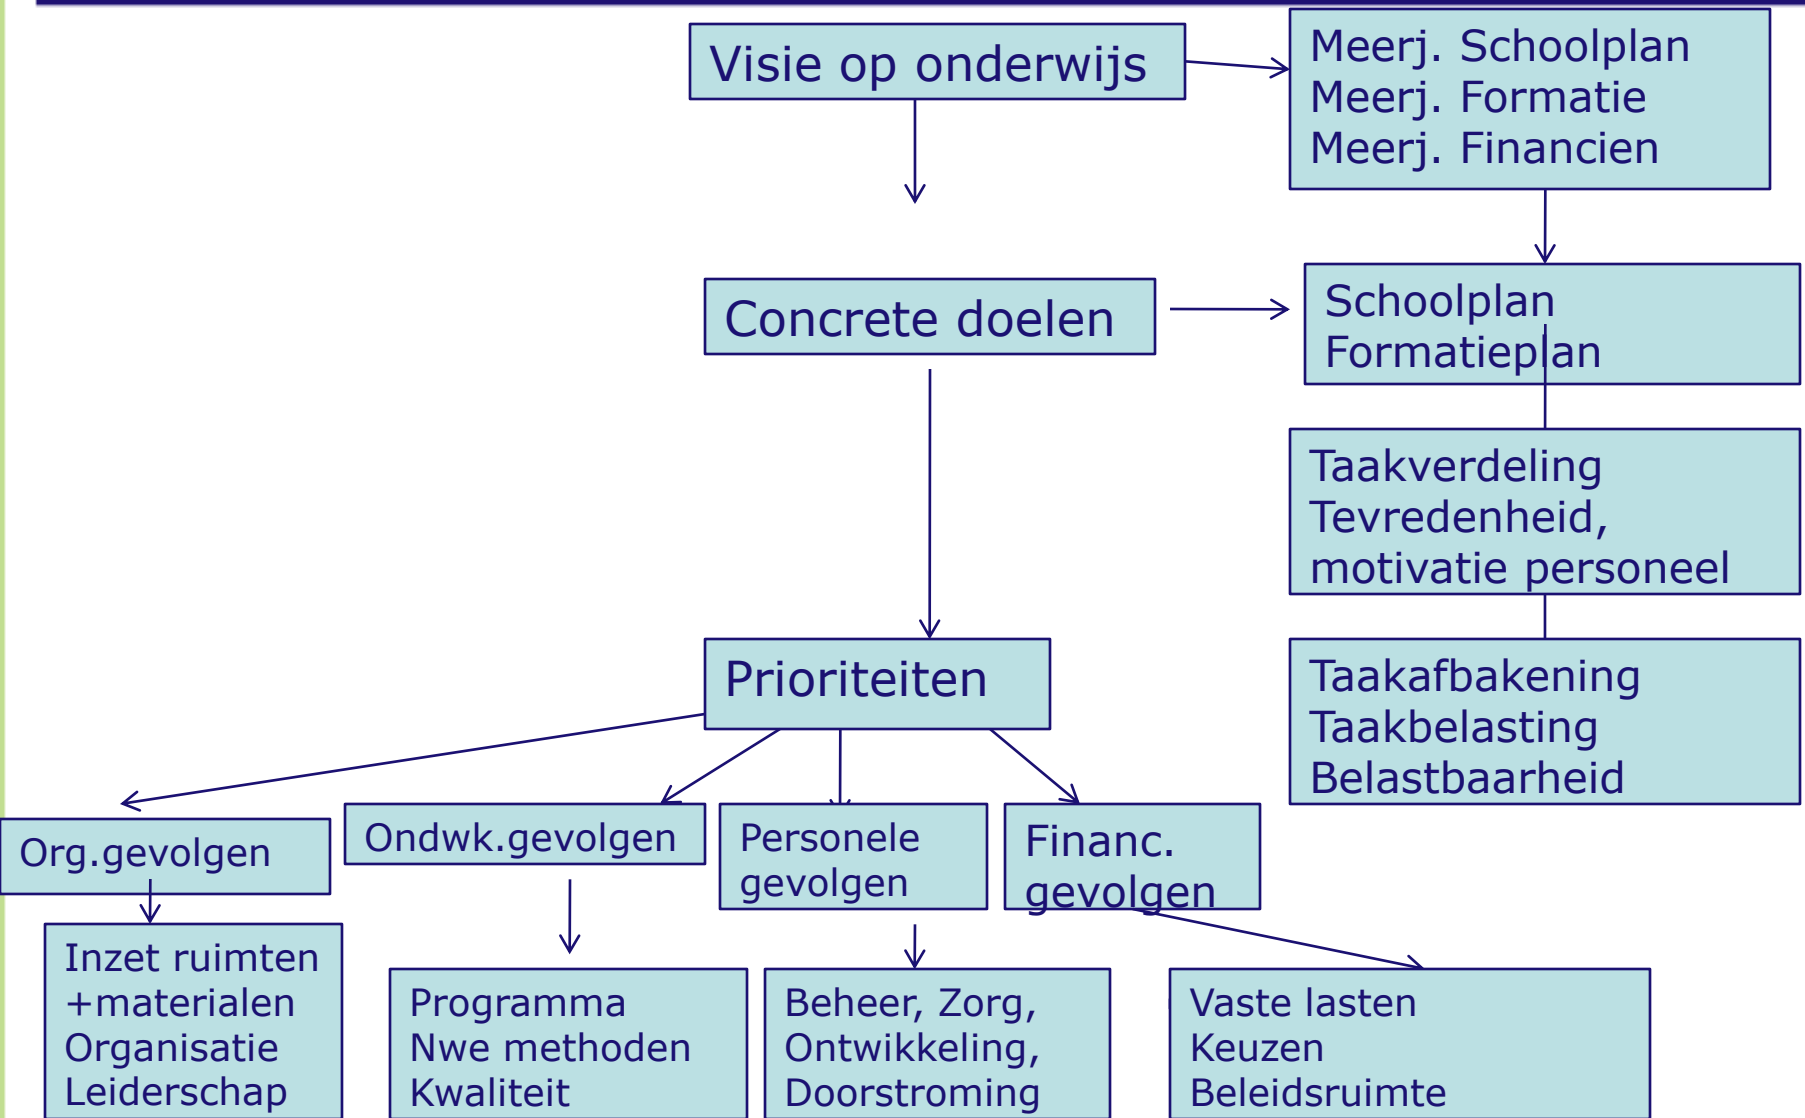 Visie op onderwijs
Meerj. Schoolplan
Meerj. Formatie
Meerj. Financien
Concrete doelen
Schoolplan
Formatieplan
Taakverdeling
Tevredenheid,
motivatie personeel
Prioriteiten
Taakafbakening
Taakbelasting
Belastbaarheid
Org.gevolgen
Ondwk.gevolgen
Personele
gevolgen
Financ.
gevolgen
Inzet ruimten
+materialen
Organisatie
Leiderschap
Programma
Nwe methoden
Kwaliteit
Beheer, Zorg,
Ontwikkeling,
Doorstroming
Vaste lasten
Keuzen
Beleidsruimte